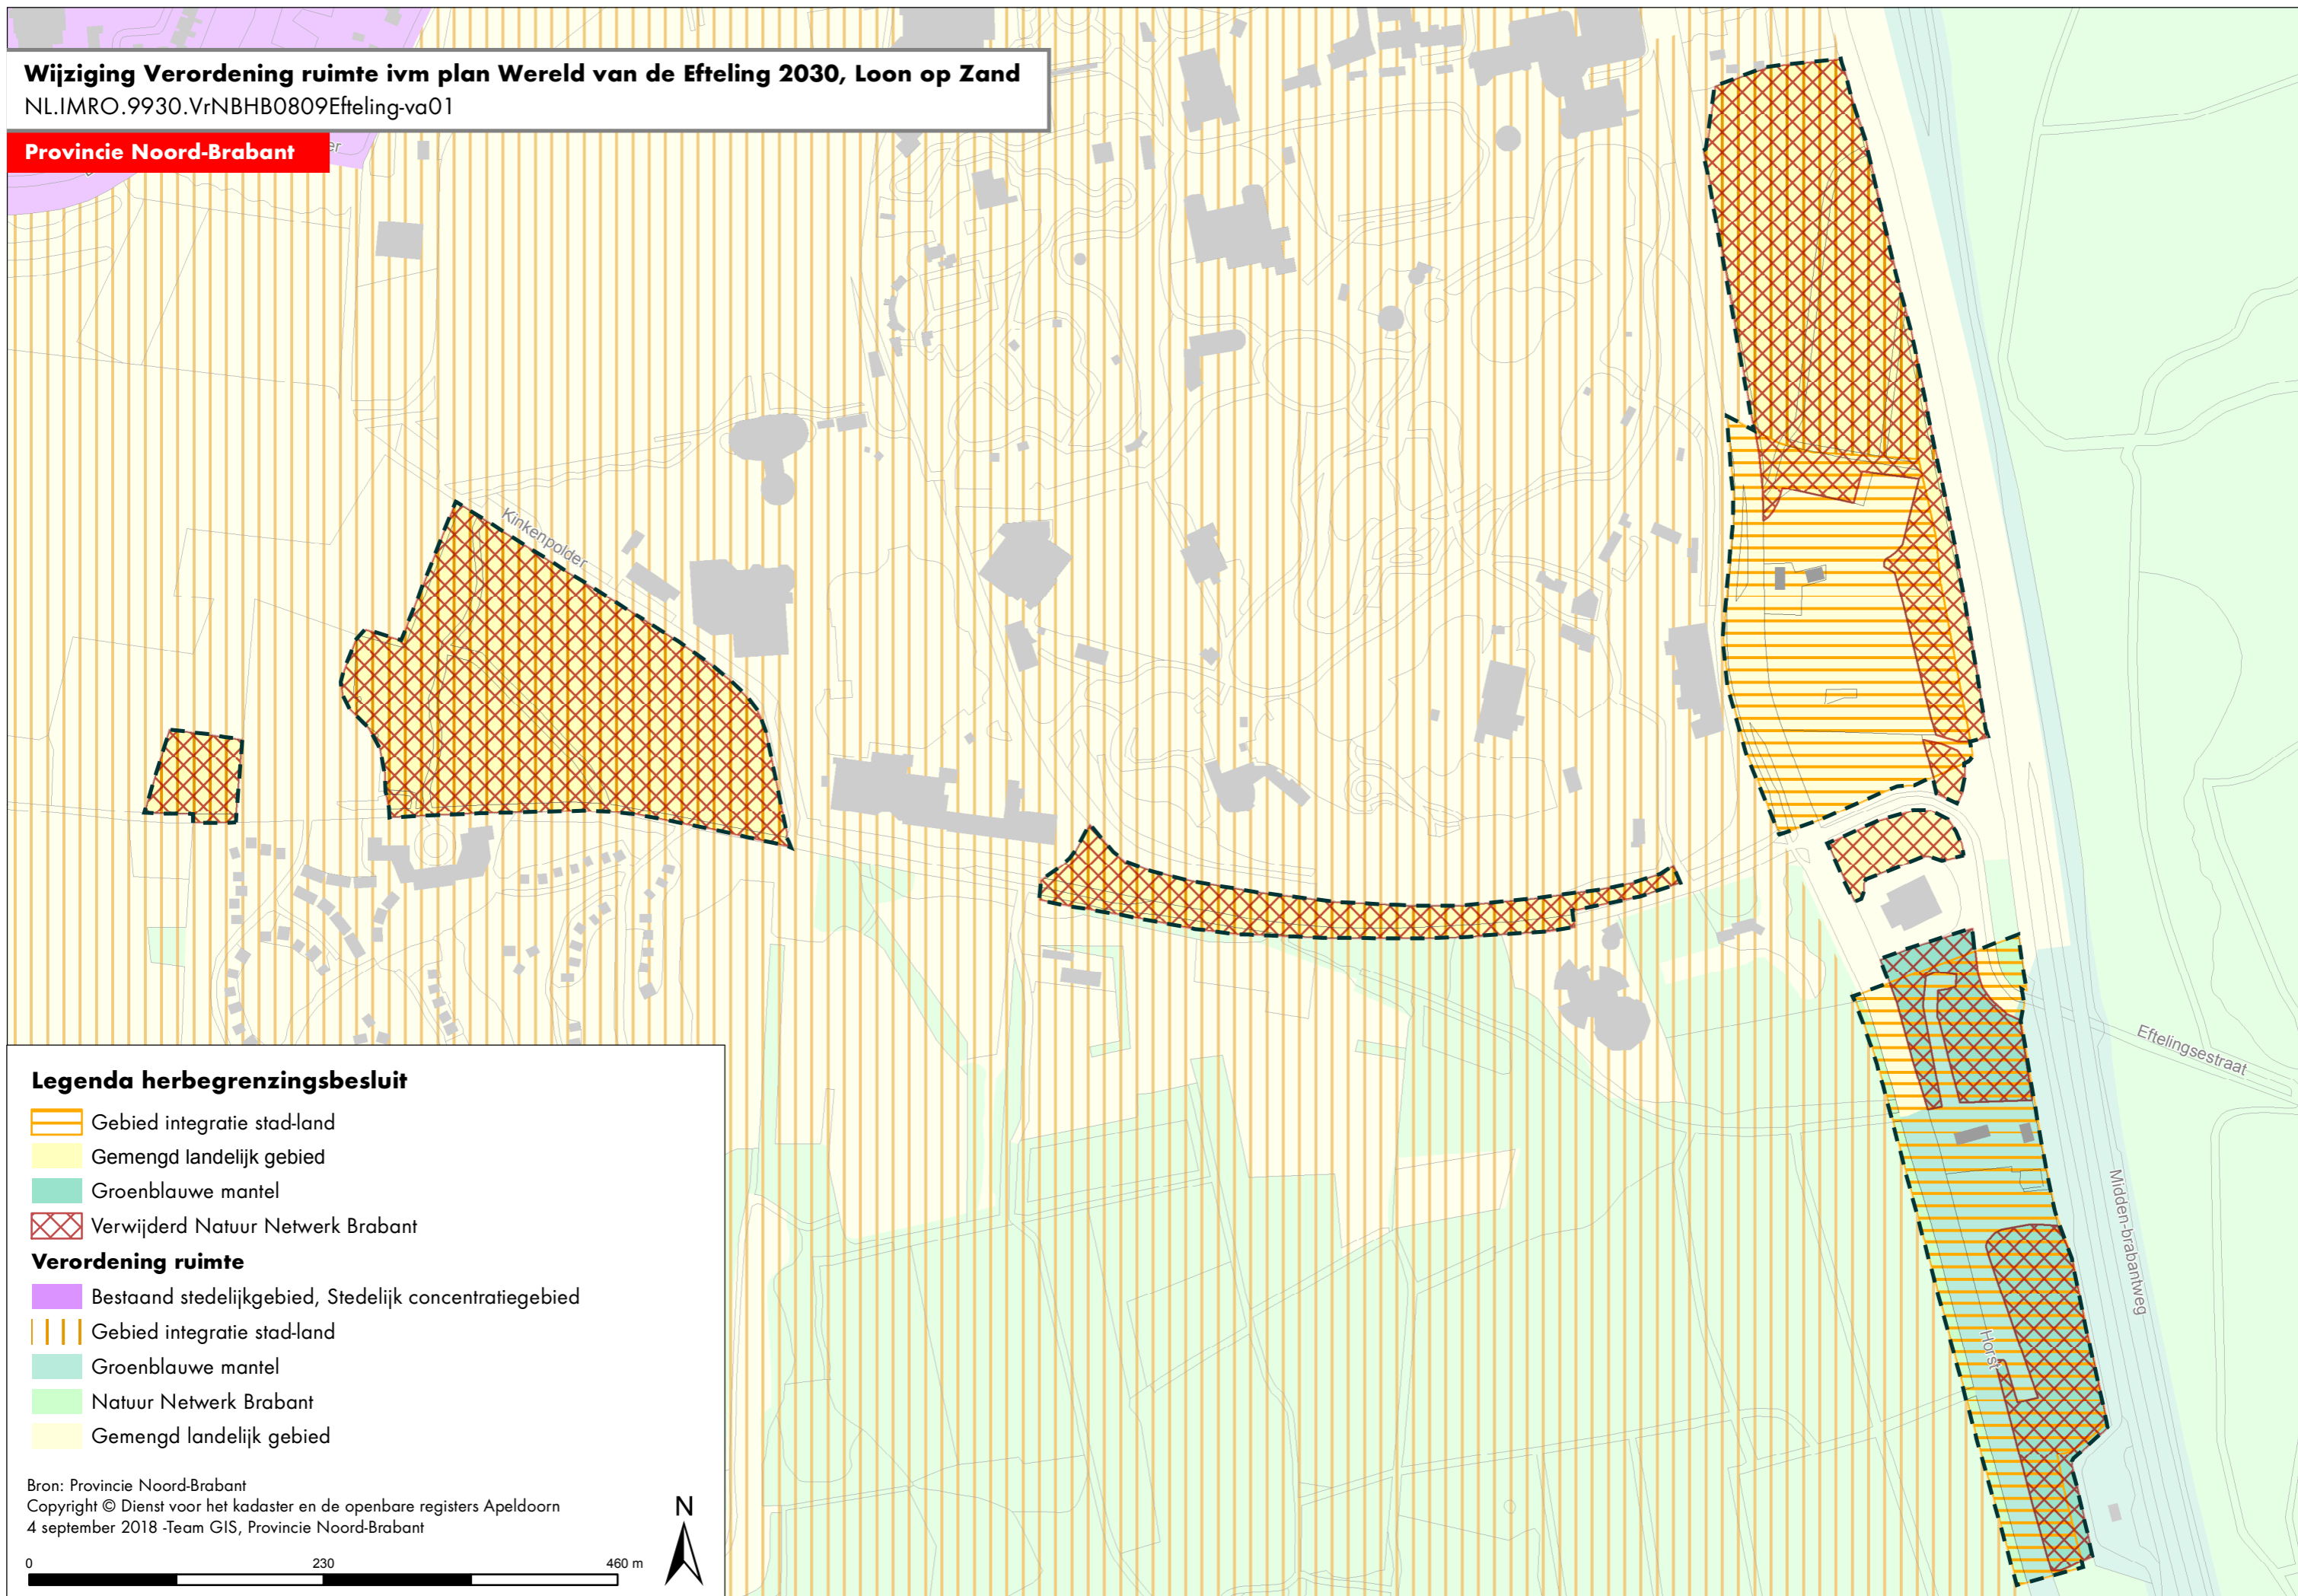 Wijziging Verordening ruimte ivm plan Wereld van de Efteling 2030, Loon op Zand
NL.IMRO.9930.VrNBHB0809Efteling-va01
Provincie Noord-Brabant
er
Kinkenpolder
Eftelingsestraat
Midden-brabantweg
Horst
Legenda herbegrenzingsbesluit
Gebied integratie stad-land
Gemengd landelijk gebied
Groenblauwe mantel
Verwijderd Natuur Netwerk Brabant
Verordening ruimte
Bestaand stedelijkgebied, Stedelijk concentratiegebied
Gebied integratie stad-land
Groenblauwe mantel
Natuur Netwerk Brabant
Gemengd landelijk gebied
Bron: Provincie Noord-Brabant
Copyright © Dienst voor het kadaster en de openbare registers Apeldoorn
4 september 2018 -Team GIS, Provincie Noord-Brabant
N
0 230 460 m